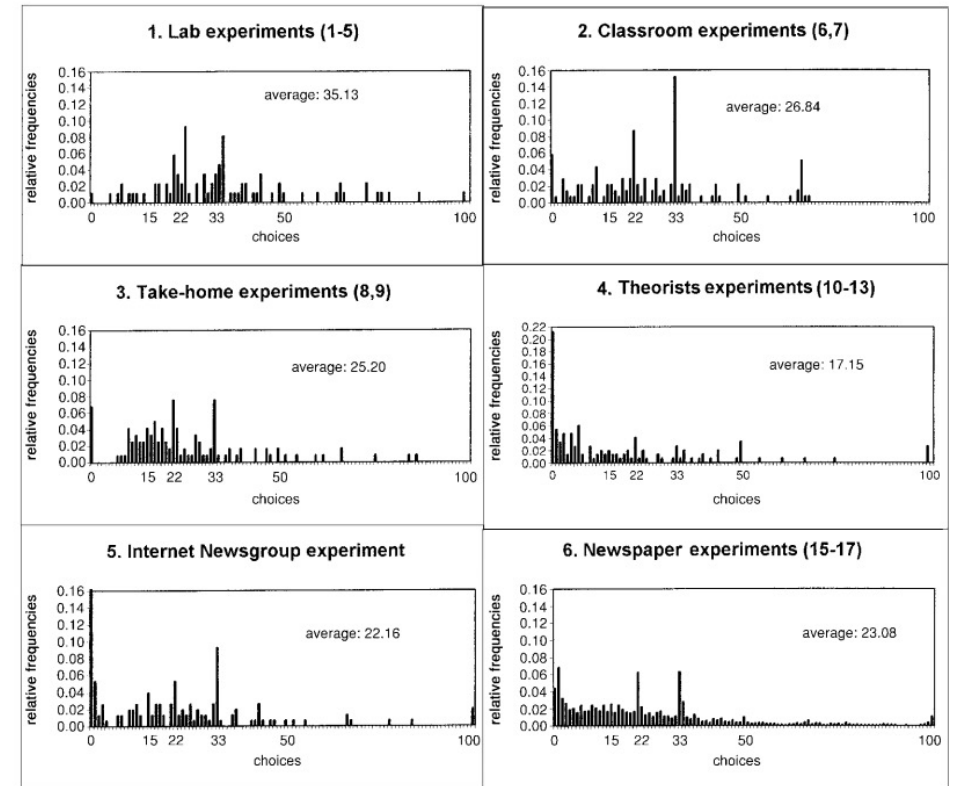 1. Lab experiments (1-5)
relative frequencies
0.16
0.14
0.12
0.10
0.08
0.06
0.04
0.02
0.00
average: 35.13
0 15 22 33 50 100
choices
2. Classroom experiments (6,7)
relative frequencies
0.16
0.14
0.12
0.10
0.08
0.06
0.04
0.02
0.00
average: 26.84
0 15 22 33 50 100
choices
3. Take-home experiments (8,9)
relative frequencies
0.16
0.14
0.12
0.10
0.08
0.06
0.04
0.02
0.00
average: 25.20
0 15 22 33 50 100
choices
4. Theorists experiments (10-13)
relative frequencies
0.22
0.20
0.18
0.16
0.14
0.12
0.10
0.08
0.06
0.04
0.02
0.00
average: 17.15
0 15 22 33 50 100
choices
5. Internet Newsgroup experiment
relative frequencies
0.16
0.14
0.12
0.10
0.08
0.06
0.04
0.02
0.00
average: 22.16
0 15 22 33 50 100
choices
6. Newspaper experiments (15-17)
relative frequencies
0.16
0.14
0.12
0.10
0.08
0.06
0.04
0.02
0.00
average: 23.08
0 15 22 33 50 100
choices